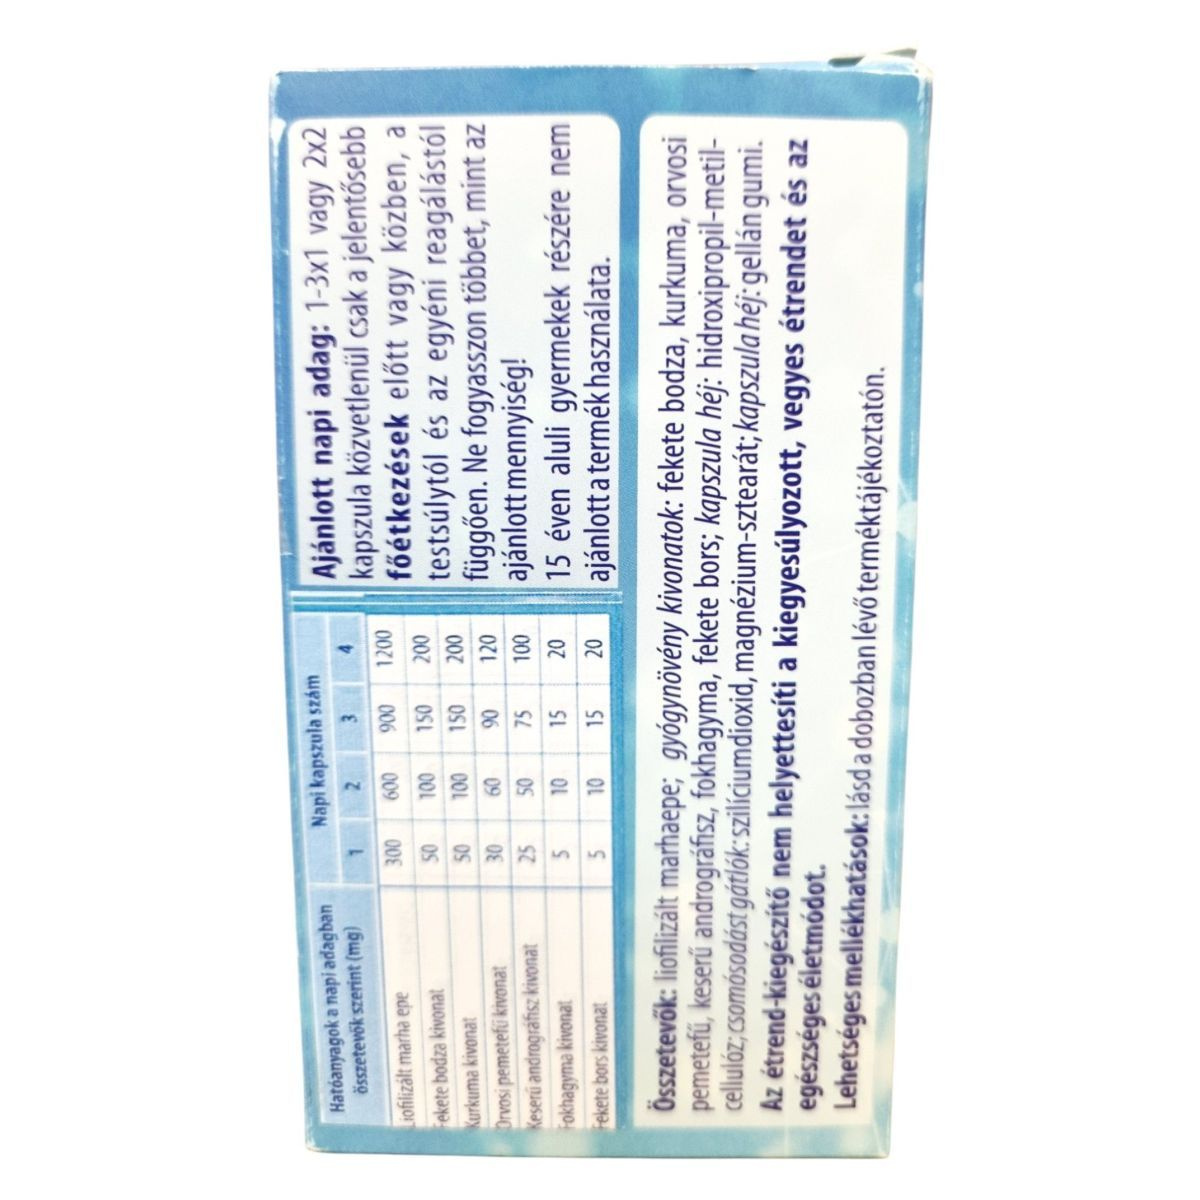 Hatóanyagok a napi adagban
összetevők szerint (mg)
Napi kapszula szám
1 2 3 4
Liofilizált marha epe 300 600 900 1200
Fekete bodza kivonat 50 100 150 200
Kurkuma kivonat 50 100 150 200
Orvosi pemetefű kivonat 30 60 90 120
Keserű andrográfisz kivonat 25 50 75 100
Fokhagyma kivonat 5 10 15 20
Fekete bors kivonat 5 10 15 20
Ajánlott napi adag: 1-3x1 vagy 2x2
kapszula közvetlenül csak a jelentősebb
főétkezések előtt vagy közben, a
testsúlytól és az egyéni reagálástól
függően. Ne fogyasszon többet, mint az
ajánlott mennyiség!
15 éven aluli gyermekek részére nem
ajánlott a termék használata.
Összetevők: liofilizált marhaepe; gyógynövény kivonatok: fekete bodza, kurkuma, orvosi
pemetefű, keserű andrográfisz, fokhagyma, fekete bors; kapszula héj: hidroxipropil-metil-
cellulóz; csomósodást gátlók: szilíciumdioxid, magnézium-sztearát; kapszula héj: gellán gumi.
Az étrend-kiegészítő nem helyettesíti a kiegyesúlyozott, vegyes étrendet és az
egészséges életmódot.
Lehetséges mellékhatások: lásd a dobozban lévő terméktájékoztatón.